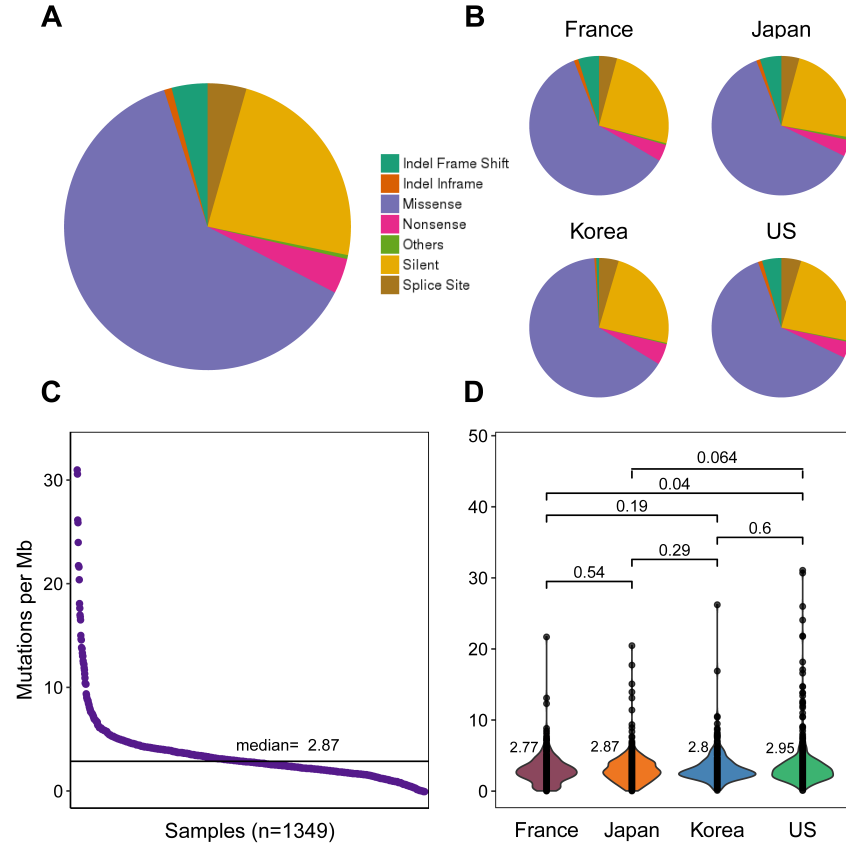 A
Indel Frame Shift
Indel Inframe
Missense
Nonsense
Others
Silent
Splice Site
B
France
Japan
Korea
US
C
Mutations per Mb
30
20
10
0
median= 2.87
Samples (n=1349)
D
50
40
30
20
10
0
0.064
0.04
0.19
0.6
0.29
0.54
2.77
2.87
2.8
2.95
France
Japan
Korea
US